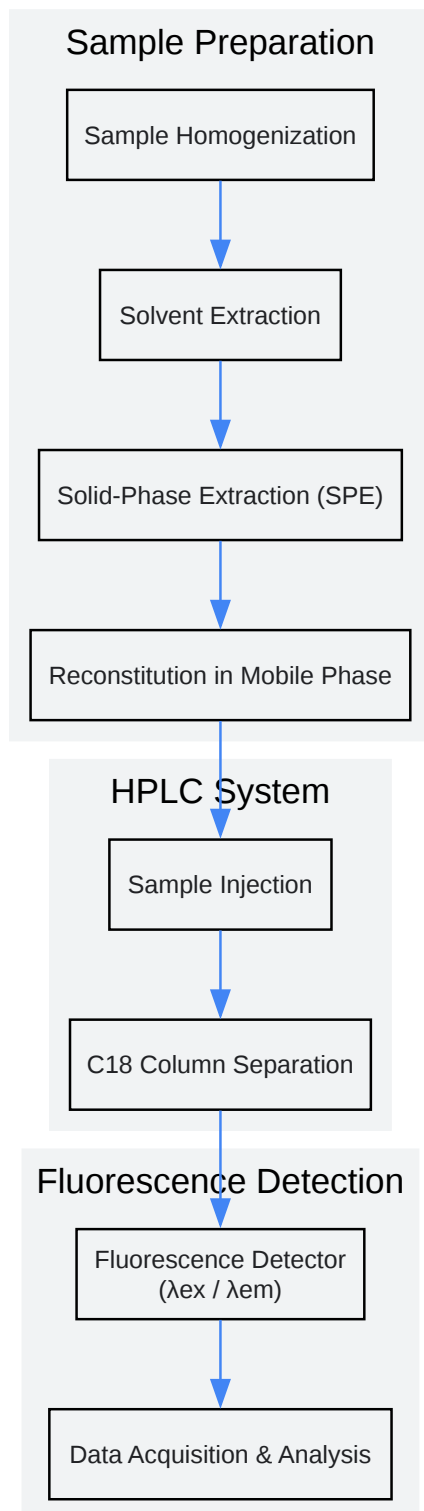 Sample Preparation
Sample Homogenization
Solvent Extraction
Solid-Phase Extraction (SPE)
Reconstitution in Mobile Phase
HPLC System
Sample Injection
C18 Column Separation
Fluorescence Detection
Fluorescence Detector
(λex / λem)
Data Acquisition & Analysis